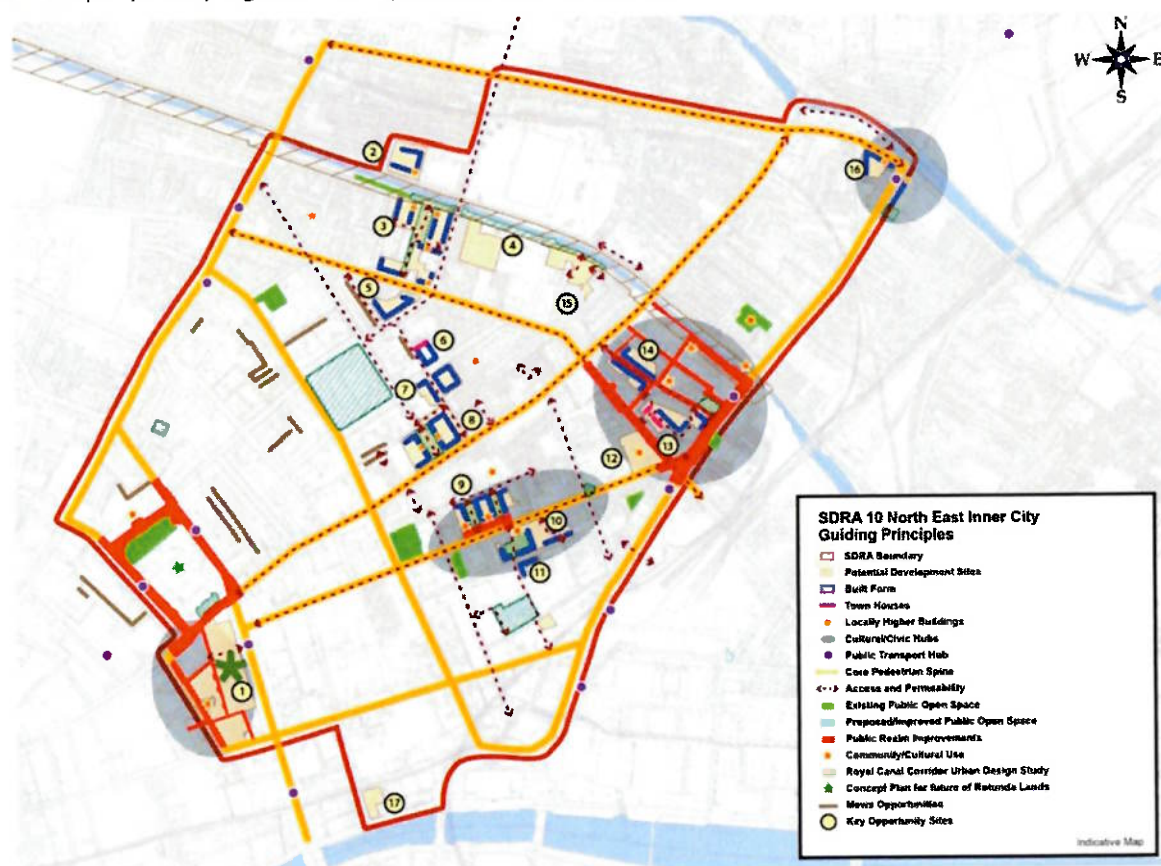 N
W E
S
2
16
3
4
5
15
6
14
7
8
12
13
9
10
11
1
17
SDRA 10 North East Inner City
Guiding Principles
SDRA Boundary
Potential Development Sites
Built Form
Town Houses
Locally Higher Buildings
Cultural/Civic Hubs
Public Transport Hub
Core Pedestrian Spine
Access and Permeability
Existing Public Open Space
Proposed/Improved Public Open Space
Public Realm Improvements
Community/Cultural Use
Royal Canal Corridor Urban Design Study
Concept Plan for future of Rotunda Lands
Mews Opportunities
Key Opportunity Sites
Indicative Map